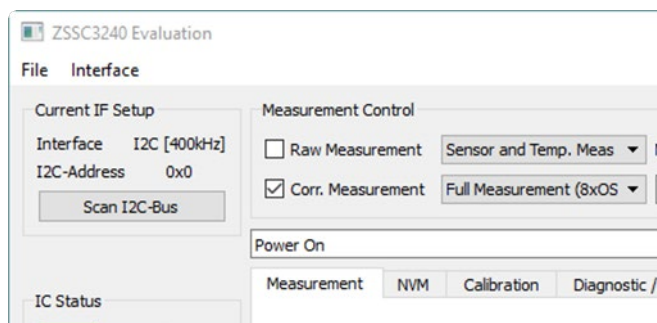 ZSSC3240 Evaluation
File Interface
Current IF Setup
Interface I2C [400kHz]
I2C-Address 0x0
Scan I2C-Bus
IC Status
Measurement Control
Raw Measurement Sensor and Temp. Meas
Corr. Measurement Full Measurement (8xOS
Power On
Measurement NVM Calibration Diagnostic /